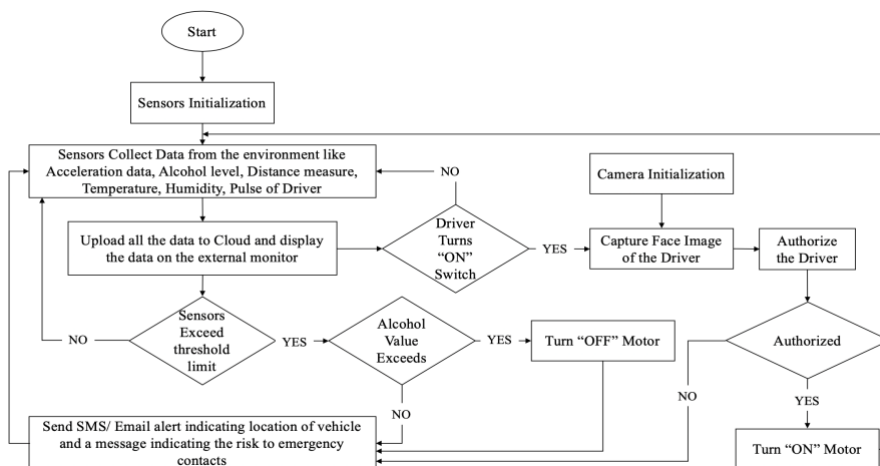 Start
Sensors Initialization
Sensors Collect Data from the environment like
Acceleration data, Alcohol level, Distance measure,
Temperature, Humidity, Pulse of Driver
NO
Camera Initialization
Upload all the data to Cloud and display
the data on the external monitor
Driver
Turns
“ON”
Switch
YES
Capture Face Image
of the Driver
Authorize
the Driver
NO
Sensors
Exceed
threshold
limit
YES
Alcohol
Value
Exceeds
YES
Turn “OFF” Motor
Authorized
NO
NO
YES
Send SMS/ Email alert indicating location of vehicle
and a message indicating the risk to emergency
contacts
Turn “ON” Motor